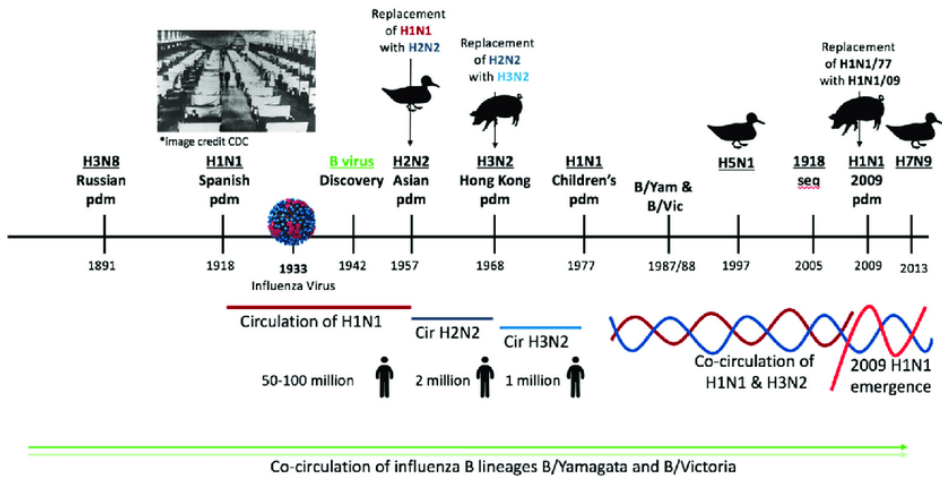 Replacement
of H1N1
with H2N2
Replacement
of H2N2
with H3N2
Replacement
of H1N1/77
with H1N1/09
*image credit CDC
H3N8
Russian
pdm
H1N1
Spanish
pdm
B virus
Discovery
H2N2
Asian
pdm
H3N2
Hong Kong
pdm
H1N1
Children's
pdm
B/Yam &
B/Vic
H5N1
1918
seq
H1N1
2009
pdm
H7N9
1891
1918
1933
Influenza Virus
1942
1957
1968
1977
1987/88
1997
2005
2009
2013
Circulation of H1N1
Cir H2N2
Cir H3N2
50-100 million
2 million
1 million
Co-circulation of
H1N1 & H3N2
2009 H1N1
emergence
Co-circulation of influenza B lineages B/Yamagata and B/Victoria